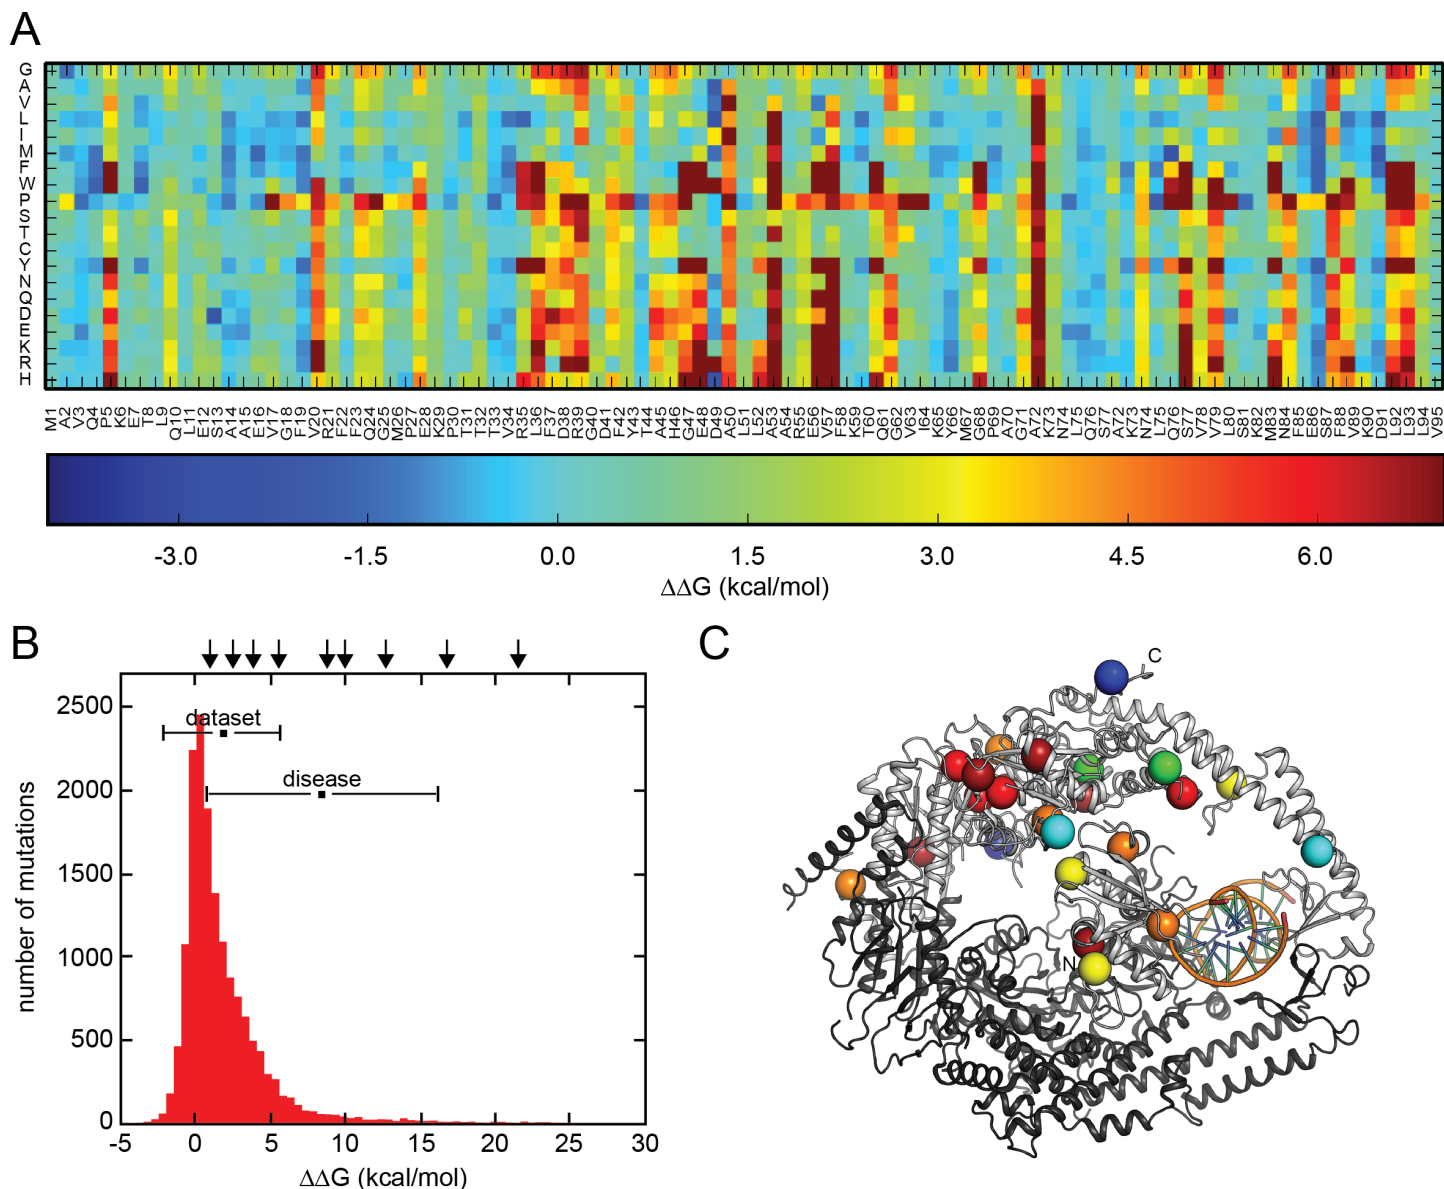 A
G
A
V
L
I
M
F
W
P
S
T
C
Y
N
Q
D
E
K
R
H
M1 A2 V3 Q4 P5 K6 E7 T8 L9 Q10 L11 E12 S13 A14 A15 E16 V17 G18 F19 V20 R21 F22 F23 Q24 G25 M26 P27 E28 K29 P30 T31 T32 T33 V34 R35 L36 F37 D38 R39 G40 D41 F42 Y43 T44 A45 H46 G47 E48 D49 A50 L51 L52 A53 A54 R55 E56 V57 F58 K59 T60 Q61 G62 V63 I64 K65 Y66 M67 G68 P69 A70 G71 A72 K73 N74 L75 Q76 S77 A72 K73 N74 L75 Q76 S77 V78 V79 L80 S81 K82 M83 N84 F85 E86 S87 F88 V89 K90 D91 L92 L93 L94 V95
-3.0 -1.5 0.0 1.5 3.0 4.5 6.0
ΔΔG (kcal/mol)
B
number of mutations
2500
2000
1500
1000
500
0
dataset
disease
-5 0 5 10 15 20 25 30
ΔΔG (kcal/mol)
C
C
N